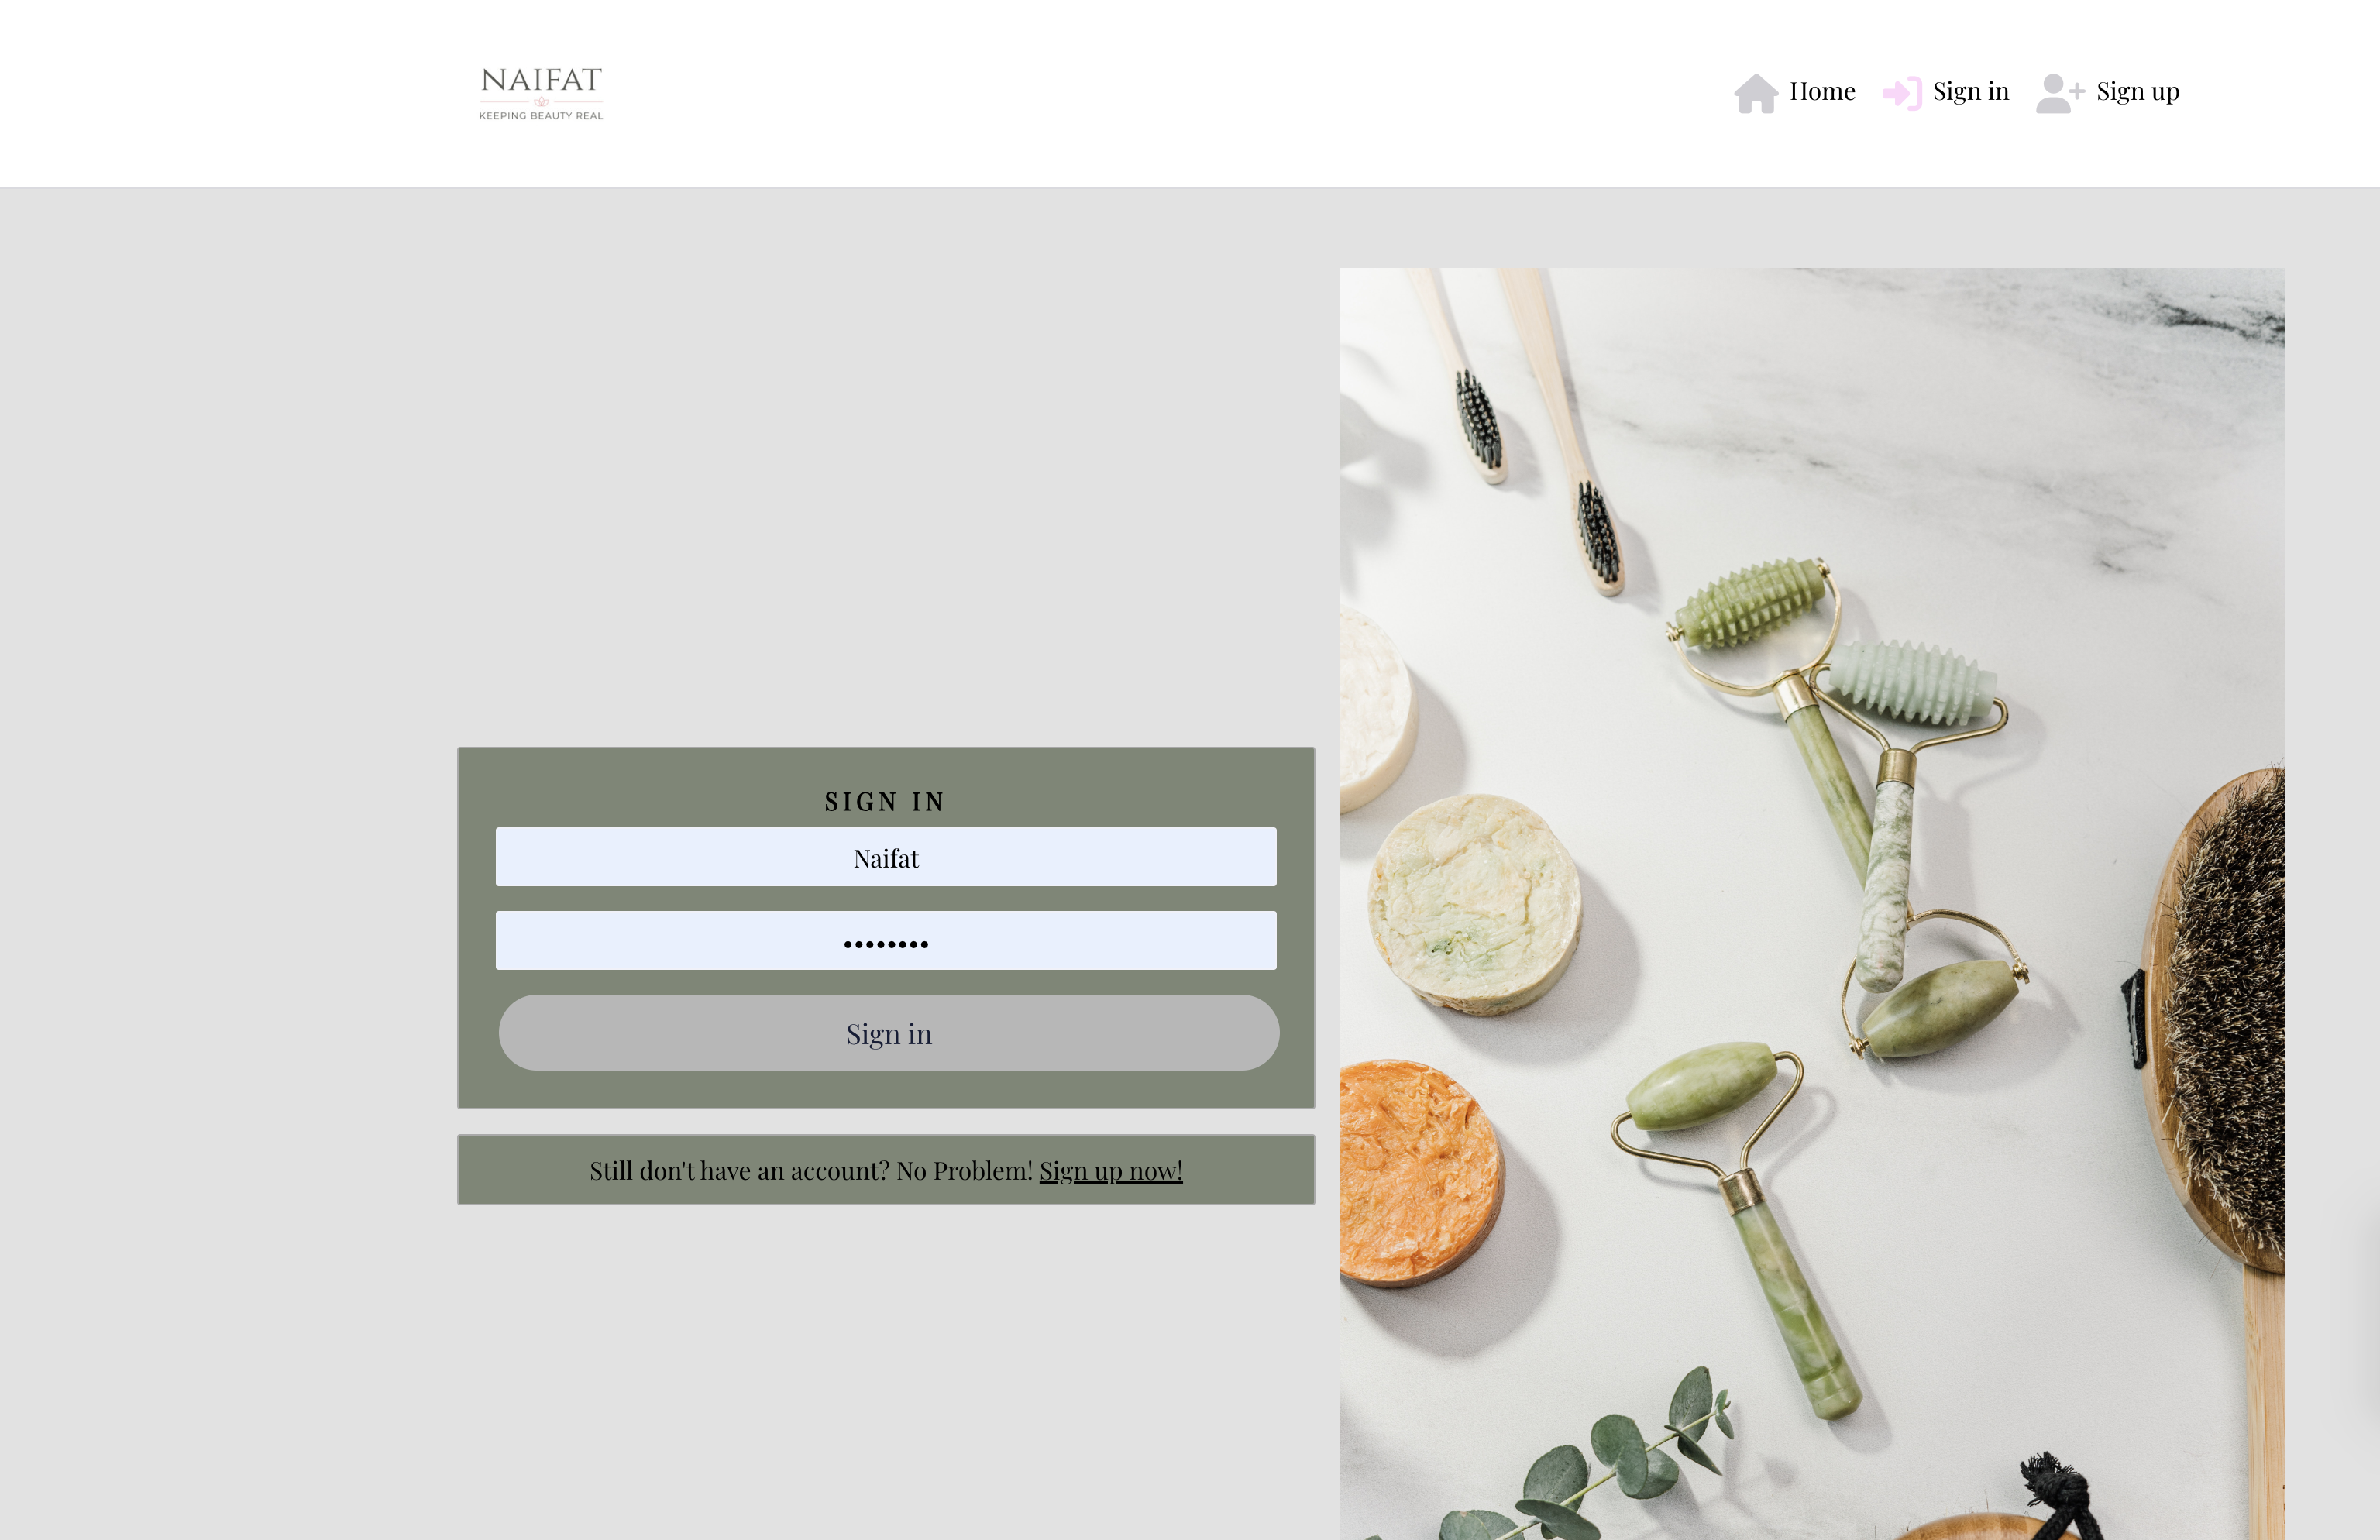 NAIFAT
KEEPING BEAUTY REAL
Home Sign in Sign up
SIGN IN
Naifat
••••••••
Sign in
Still don't have an account? No Problem! Sign up now!